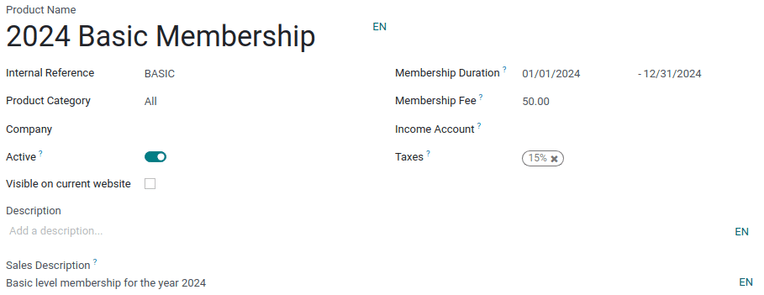 Product Name
2024 Basic Membership EN
Internal Reference BASIC Membership Duration ? 01/01/2024 - 12/31/2024
Product Category All Membership Fee ? 50.00
Company Income Account ?
Active ? Taxes ? 15% ✖
Visible on current website
Description
Add a description... EN
Sales Description ?
Basic level membership for the year 2024 EN